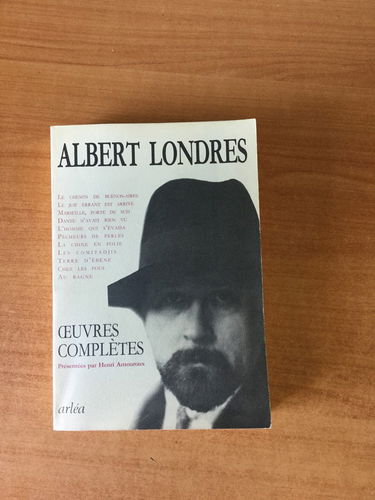 ALBERT LONDRES
LE CHEMIN DE BUENOS-AIRES
LE JUIF ERRANT EST ARRIVÉ
MARSEILLE, PORTE DU SUD
DANTE N'AVAIT RIEN VU
L'HOMME QUI S'ÉVADA
PÊCHEURS DE PERLES
LA CHINE EN FOLIE
LES COMITADJIS
TERRE D'ÉBÈNE
CHEZ LES FOUS
AU BAGNE
ŒUVRES
COMPLÈTES
Présentées par Henri Amouroux
arléa